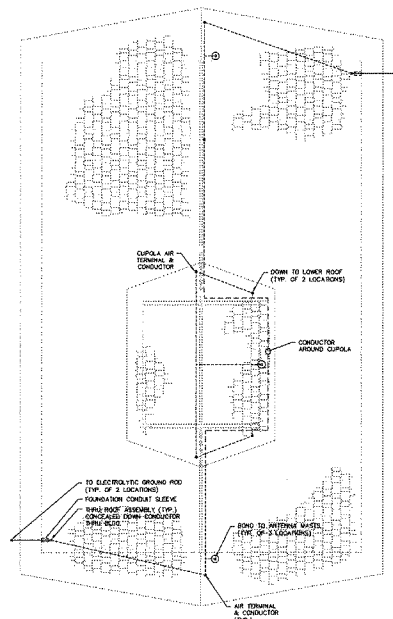 CUPOLA AIR
TERMINAL &
CONDUCTOR
DOWN TO LOWER ROOF
(TYP. OF 2 LOCATIONS)
CONDUCTOR
AROUND CUPOLA
TO ELECTROLYTIC GROUND ROD
(TYP. OF 2 LOCATIONS)
FOUNDATION CONDUIT SLEEVE
THRU ROOF ASSEMBLY (TYP.)
CONCEALED DOWN CONDUCTOR
THRU BLDG.
BOND TO ANTENNA MASTS
(TYP. OF 3 LOCATIONS)
AIR TERMINAL
& CONDUCTOR